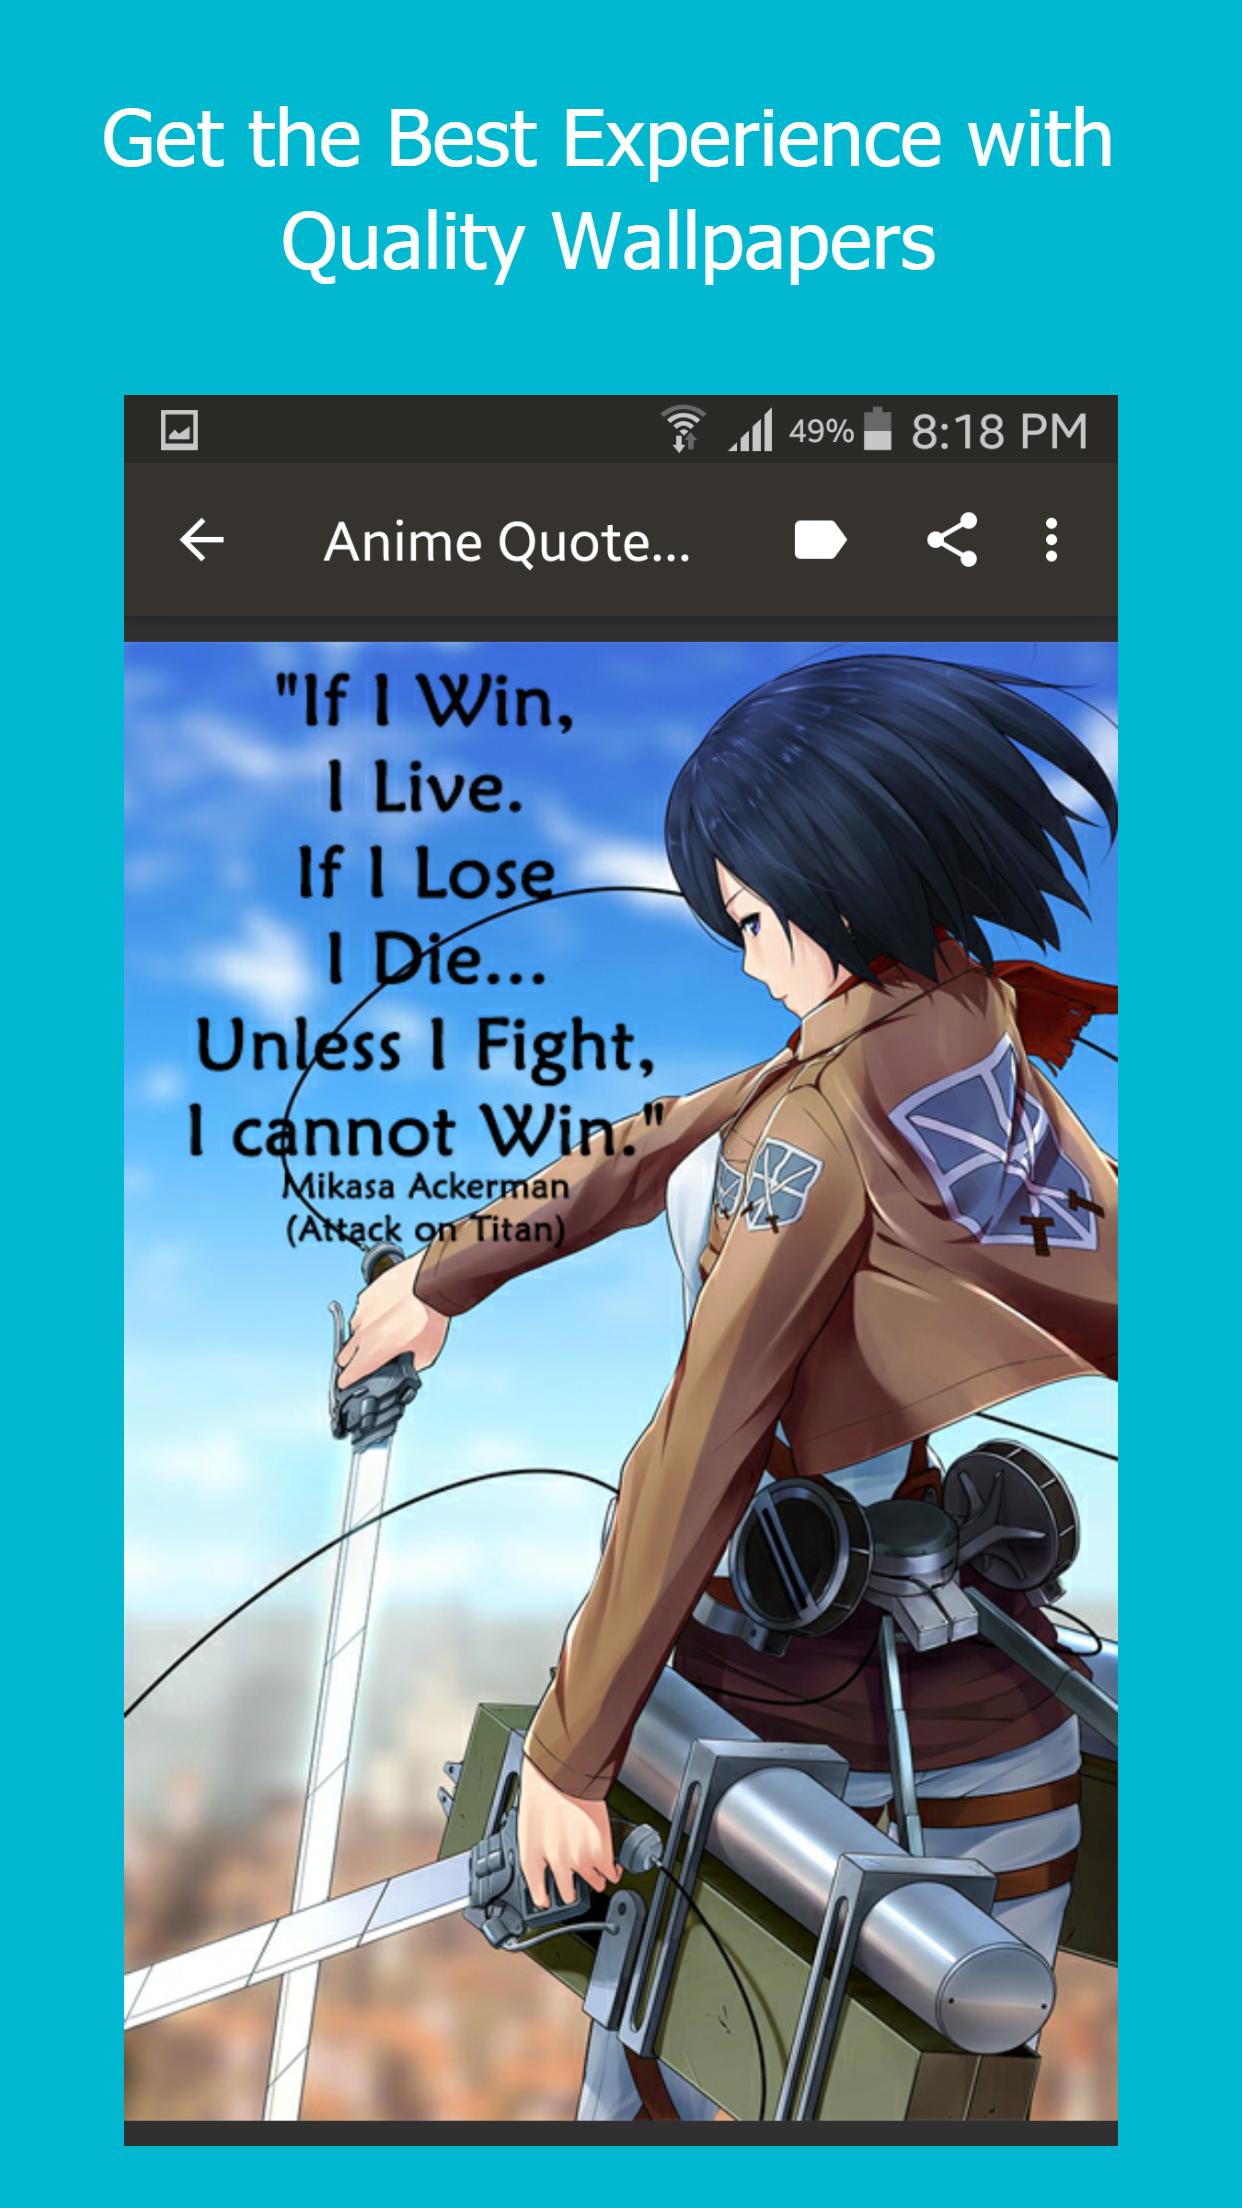 Get the Best Experience with
Quality Wallpapers
49% 8:18 PM
Anime Quote...
"If I Win,
I Live.
If I Lose
I Die...
Unless I Fight,
I cannot Win."
Mikasa Ackerman
(Attack on Titan)